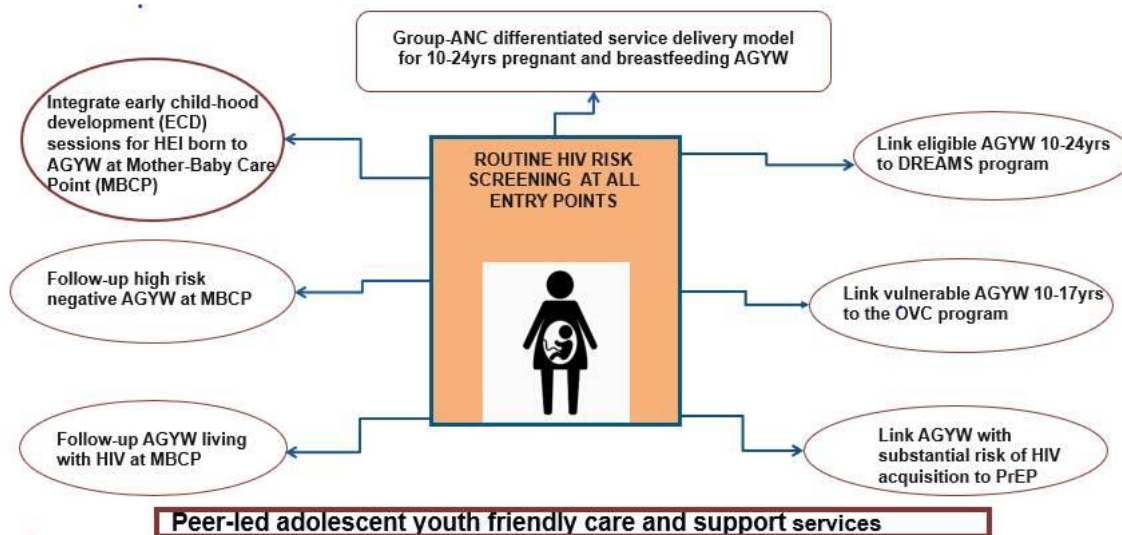 Group-ANC differentiated service delivery model
for 10-24yrs pregnant and breastfeeding AGYW
Integrate early child-hood
development (ECD)
sessions for HEI born to
AGYW at Mother-Baby Care
Point (MBCP)
ROUTINE HIV RISK
SCREENING AT ALL
ENTRY POINTS
Link eligible AGYW 10-24yrs
to DREAMS program
Follow-up high risk
negative AGYW at MBCP
Link vulnerable AGYW 10-17yrs
to the OVC program
Follow-up AGYW living
with HIV at MBCP
Link AGYW with
substantial risk of HIV
acquisition to PrEP
Peer-led adolescent youth friendly care and support services